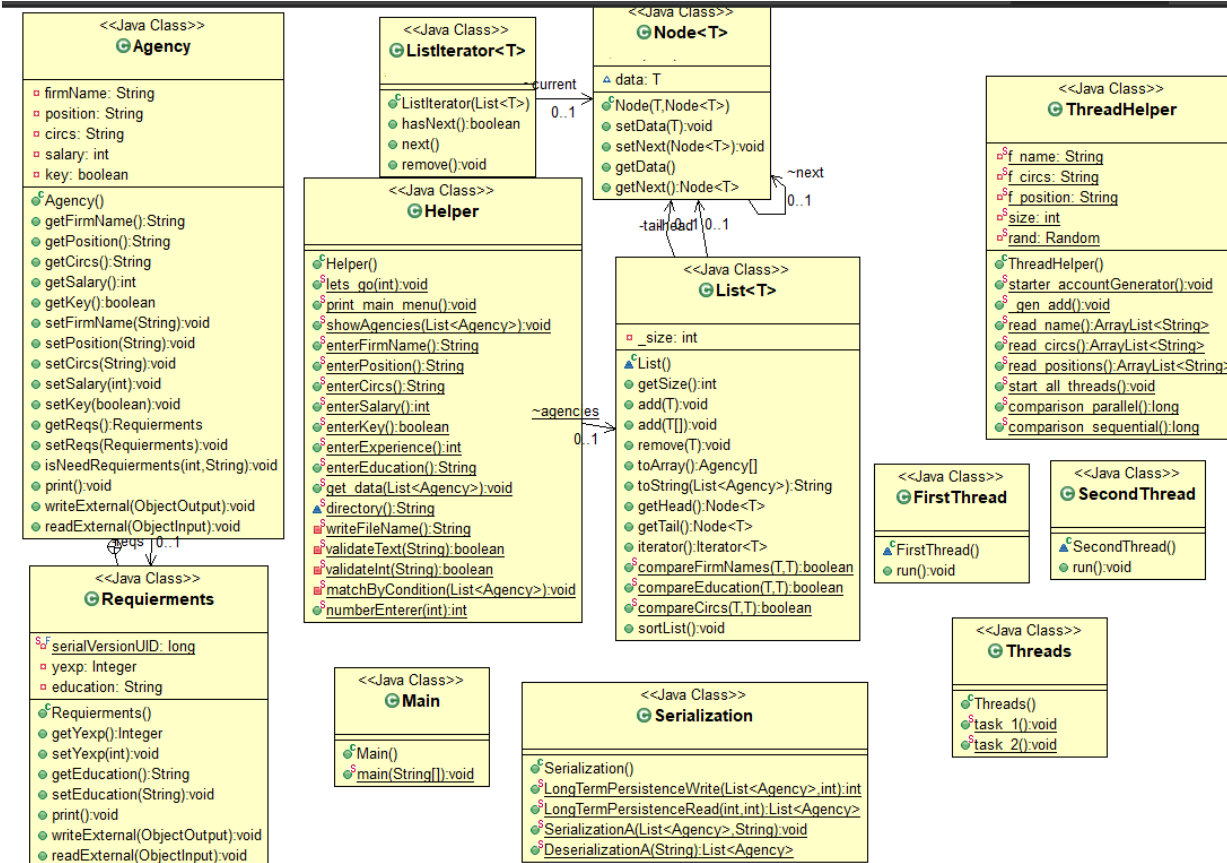 <<Java Class>>
Agency
firmName: String
position: String
circs: String
salary: int
key: boolean
Agency()
getFirmName():String
getPosition():String
getCircs():String
getSalary():int
getKey():boolean
setFirmName(String):void
setPosition(String):void
setCircs(String):void
setSalary(int):void
setKey(boolean):void
getReqs():Requierments
setReqs(Requierments):void
isNeedRequierments(int,String):void
print():void
writeExternal(ObjectOutput):void
readExternal(ObjectInput):void
~reqs 0..1
<<Java Class>>
Requierments
serialVersionUID: long
yexp: Integer
education: String
Requierments()
getYexp():Integer
setYexp(int):void
getEducation():String
setEducation(String):void
print():void
writeExternal(ObjectOutput):void
readExternal(ObjectInput):void
<<Java Class>>
ListIterator<T>
ListIterator(List<T>)
hasNext():boolean
next()
remove():void
~current
0..1
<<Java Class>>
Node<T>
data: T
Node(T,Node<T>)
setData(T):void
setNext(Node<T>):void
getData()
getNext():Node<T>
~next
0..1
<<Java Class>>
Helper
Helper()
lets_go(int):void
print_main_menu():void
showAgencies(List<Agency>):void
enterFirmName():String
enterPosition():String
enterCircs():String
enterSalary():int
enterKey():boolean
enterExperience():int
enterEducation():String
get_data(List<Agency>):void
directory():String
writeFileName():String
validateText(String):boolean
validateInt(String):boolean
matchByCondition(List<Agency>):void
numberEnterer(int):int
~agencies
0..1
-tail
head
0..1
<<Java Class>>
List<T>
_size: int
List()
getSize():int
add(T):void
add(T[]):void
remove(T):void
toArray():Agency[]
toString(List<Agency>):String
getHead():Node<T>
getTail():Node<T>
iterator():Iterator<T>
compareFirmNames(T,T):boolean
compareEducation(T,T):boolean
compareCircs(T,T):boolean
sortList():void
<<Java Class>>
ThreadHelper
f_name: String
f_circs: String
f_position: String
size: int
rand: Random
ThreadHelper()
starter_accountGenerator():void
_gen_add():void
read_name():ArrayList<String>
read_circs():ArrayList<String>
read_positions():ArrayList<String>
start_all_threads():void
comparison_parallel():long
comparison_sequential():long
<<Java Class>>
FirstThread
FirstThread()
run():void
<<Java Class>>
SecondThread
SecondThread()
run():void
<<Java Class>>
Threads
Threads()
task_1():void
task_2():void
<<Java Class>>
Main
Main()
main(String[]):void
<<Java Class>>
Serialization
Serialization()
LongTermPersistenceWrite(List<Agency>,int):int
LongTermPersistenceRead(int,int):List<Agency>
SerializationA(List<Agency>,String):void
DeserializationA(String):List<Agency>